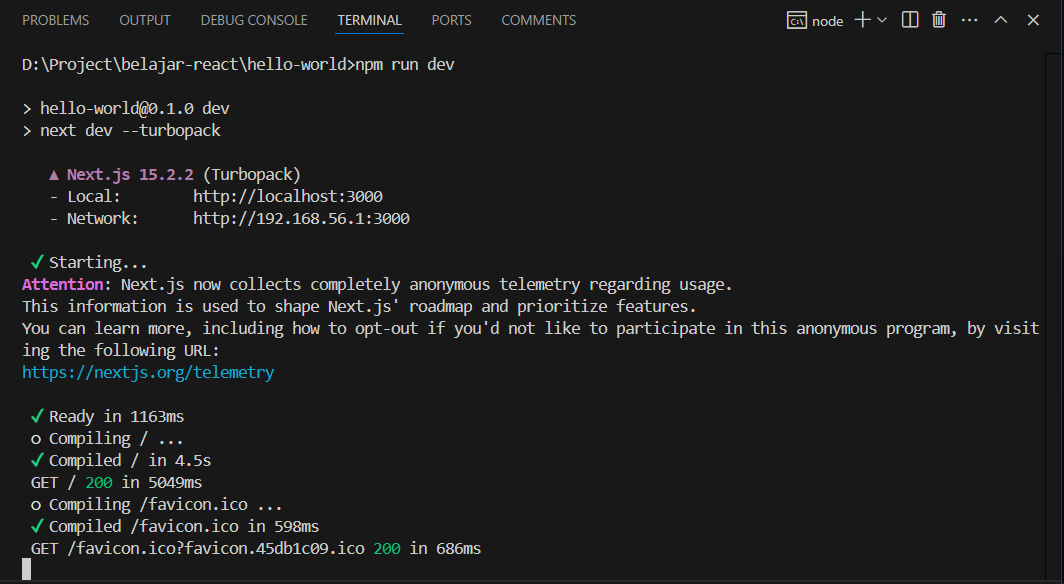 PROBLEMS OUTPUT DEBUG CONSOLE TERMINAL PORTS COMMENTS node
D:\Project\belajar-react\hello-world>npm run dev
> hello-world@0.1.0 dev
> next dev --turbopack
▲ Next.js 15.2.2 (Turbopack)
- Local: http://localhost:3000
- Network: http://192.168.56.1:3000
✓ Starting...
Attention: Next.js now collects completely anonymous telemetry regarding usage.
This information is used to shape Next.js' roadmap and prioritize features.
You can learn more, including how to opt-out if you'd not like to participate in this anonymous program, by visit
ing the following URL:
https://nextjs.org/telemetry
✓ Ready in 1163ms
○ Compiling / ...
✓ Compiled / in 4.5s
GET / 200 in 5049ms
○ Compiling /favicon.ico ...
✓ Compiled /favicon.ico in 598ms
GET /favicon.ico?favicon.45db1c09.ico 200 in 686ms